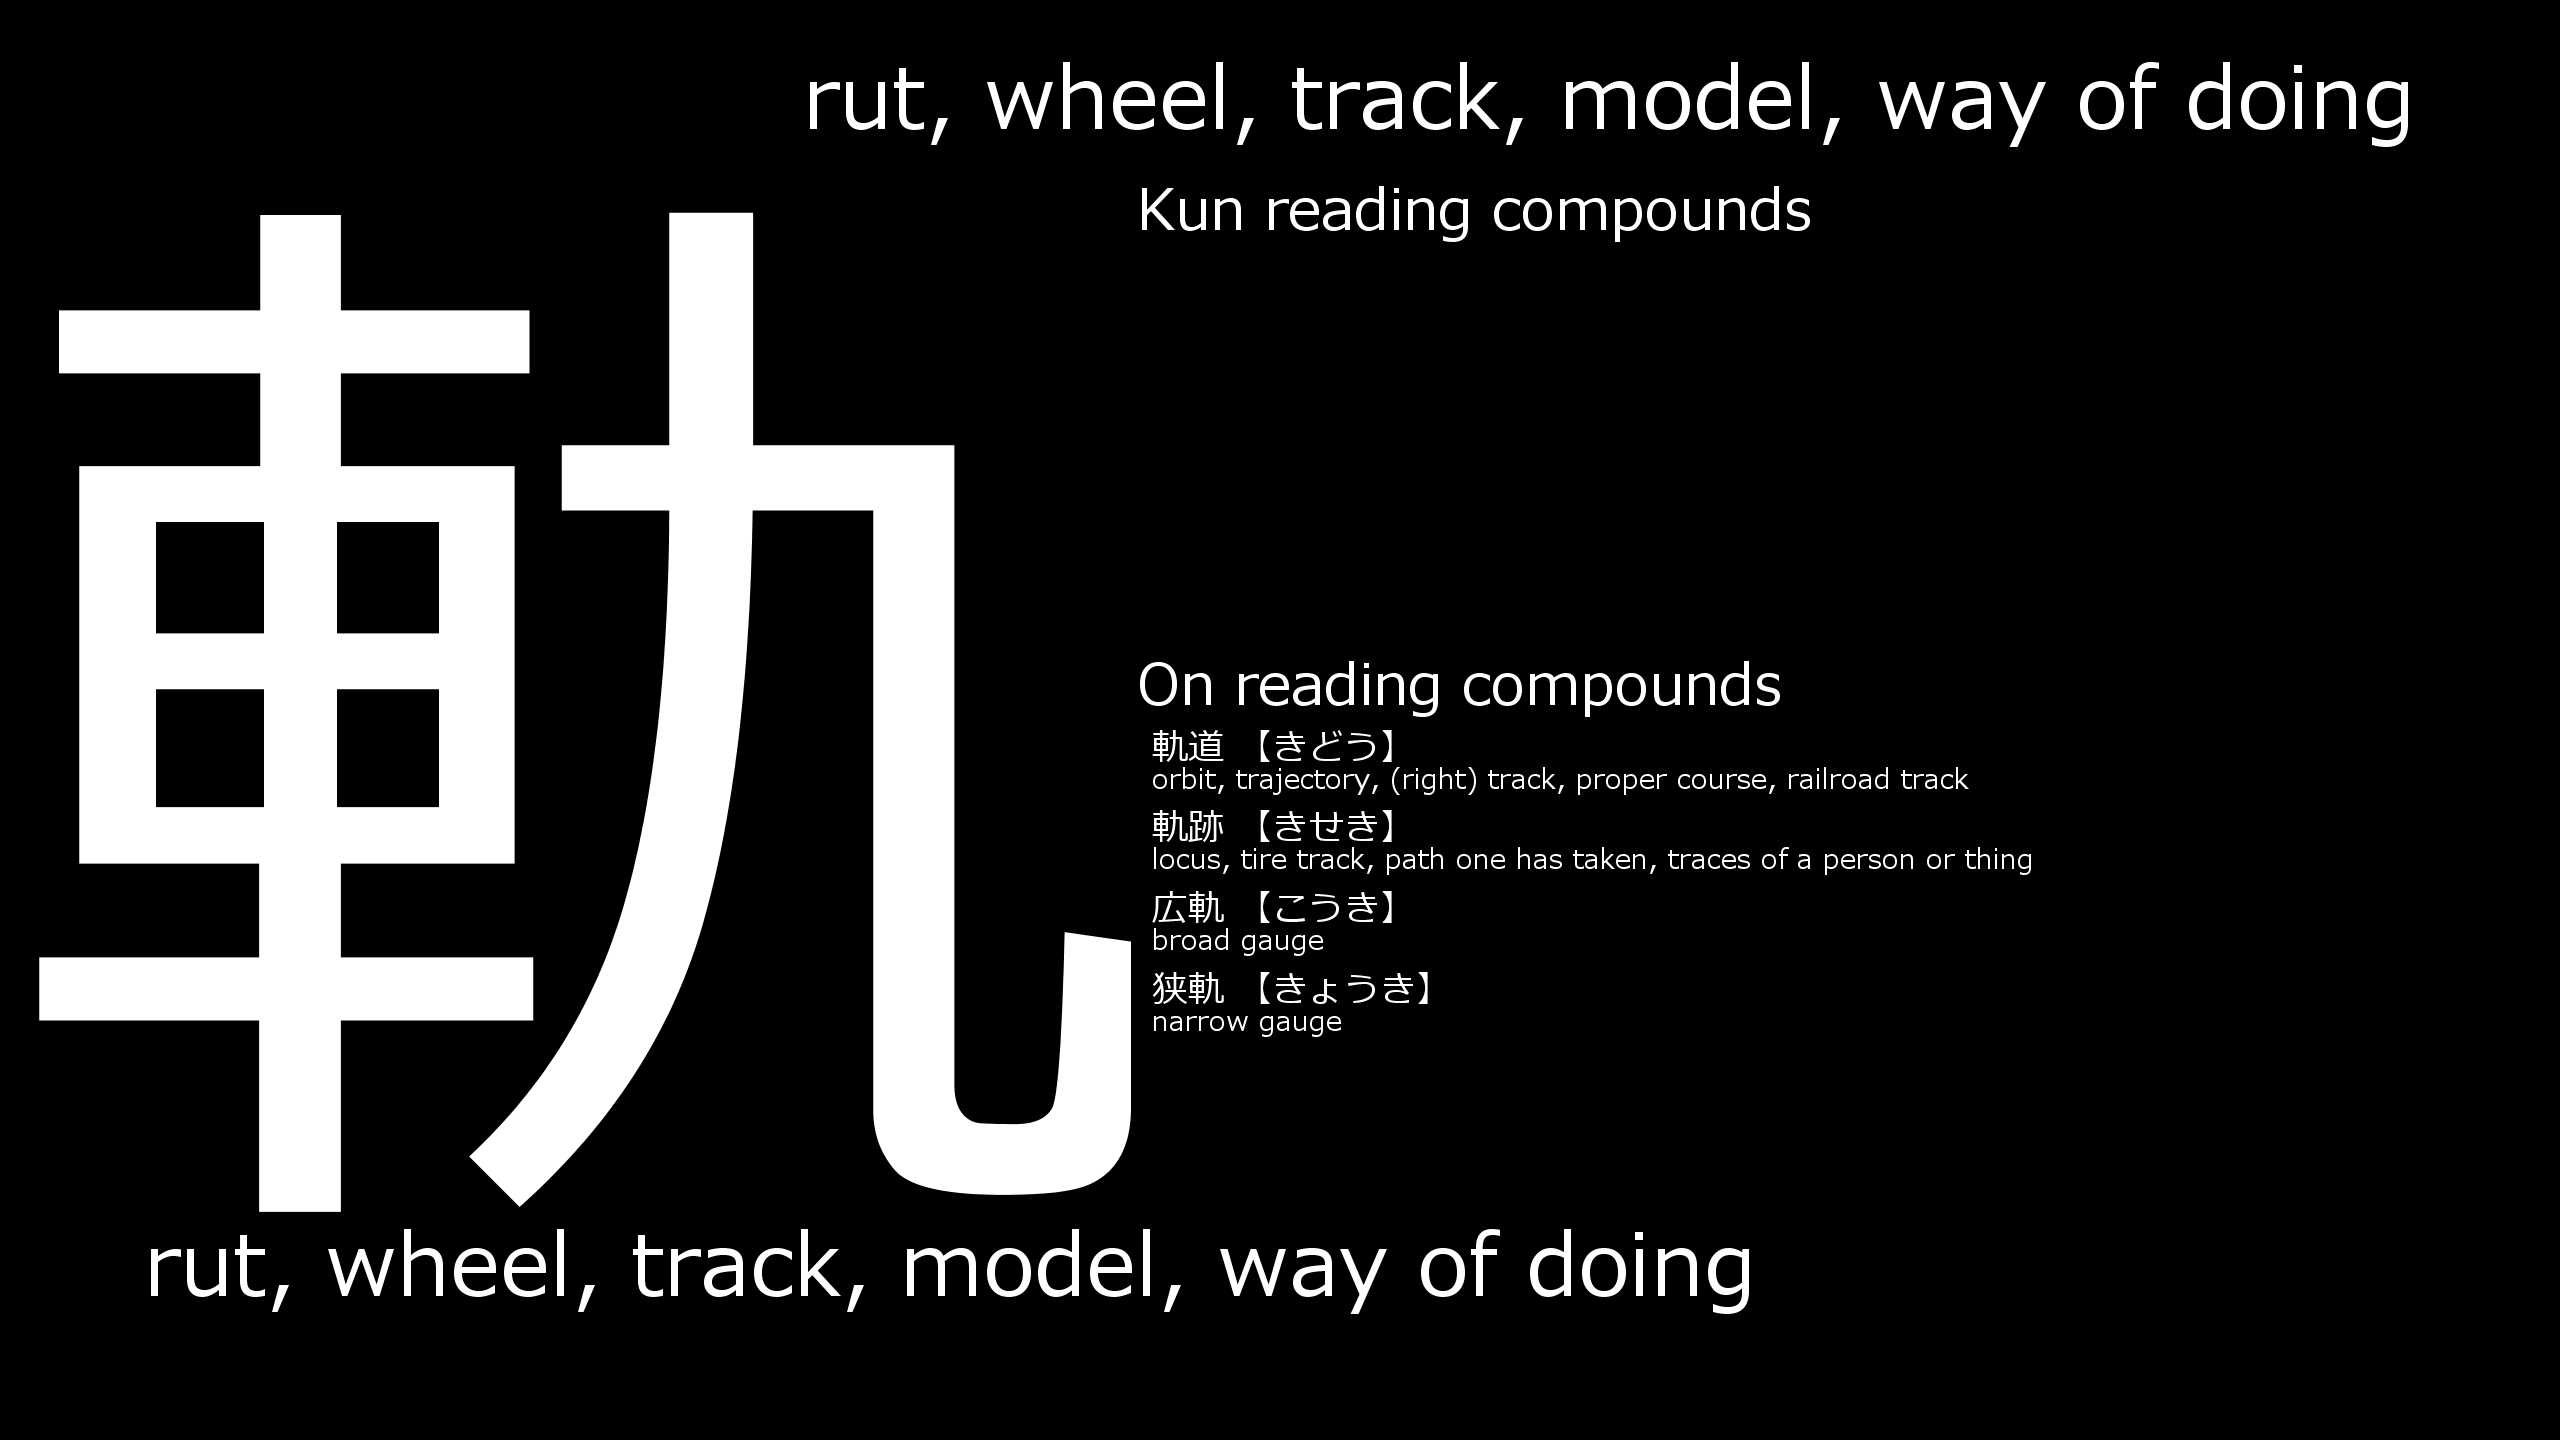 rut, wheel, track, model, way of doing
Kun reading compounds
軌
On reading compounds
軌道 【きどう】
orbit, trajectory, (right) track, proper course, railroad track
軌跡 【きせき】
locus, tire track, path one has taken, traces of a person or thing
広軌 【こうき】
broad gauge
狭軌 【きょうき】
narrow gauge
rut, wheel, track, model, way of doing